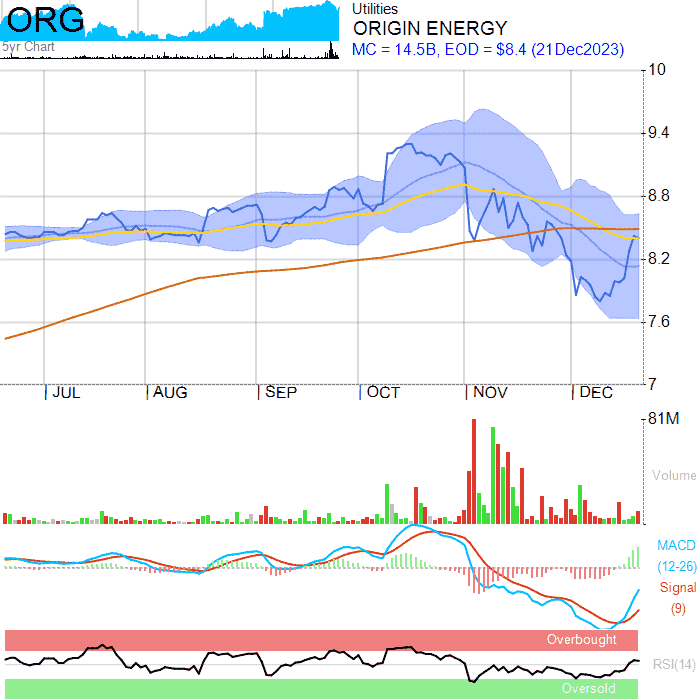 ORG
5yr Chart
Utilities
ORIGIN ENERGY
MC = 14.5B, EOD = $8.4 (21Dec2023)
10
9.4
8.8
8.2
7.6
7
JUL AUG SEP OCT NOV DEC
81M
Volume
MACD
(12-26)
Signal
(9)
Overbought
RSI(14)
Oversold